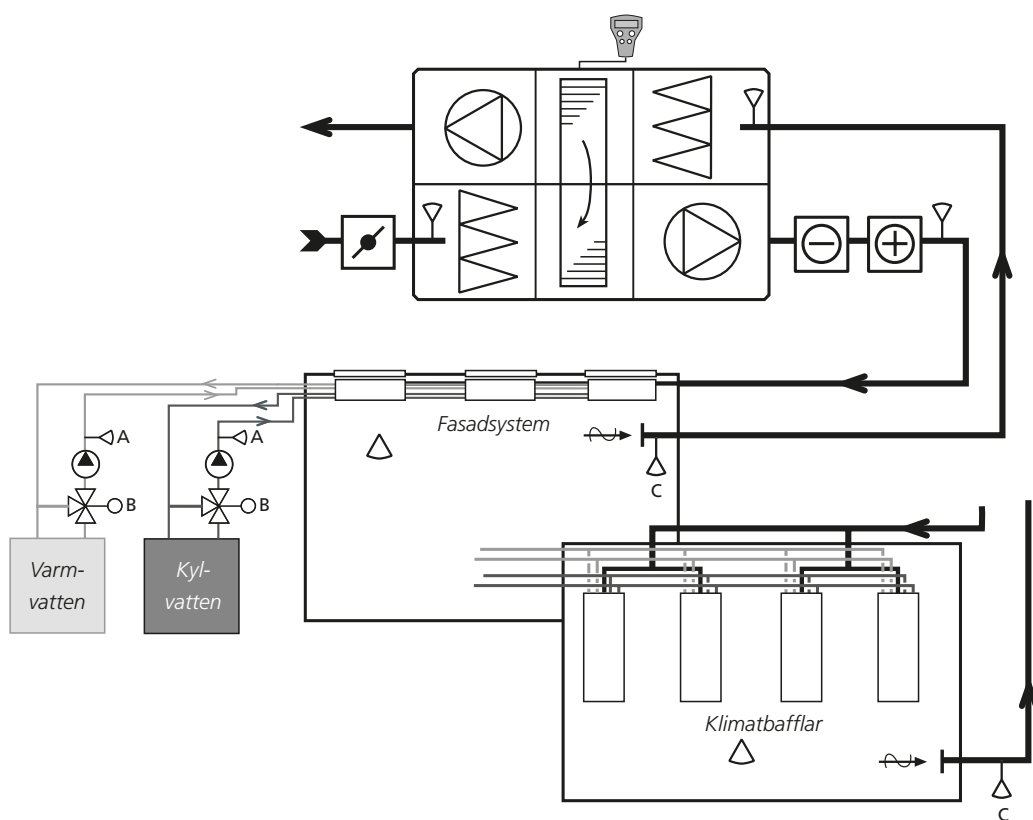 Fasadsystem
A
A
C
B
B
Varm-
vatten
Kyl-
vatten
Klimatbafflar
C